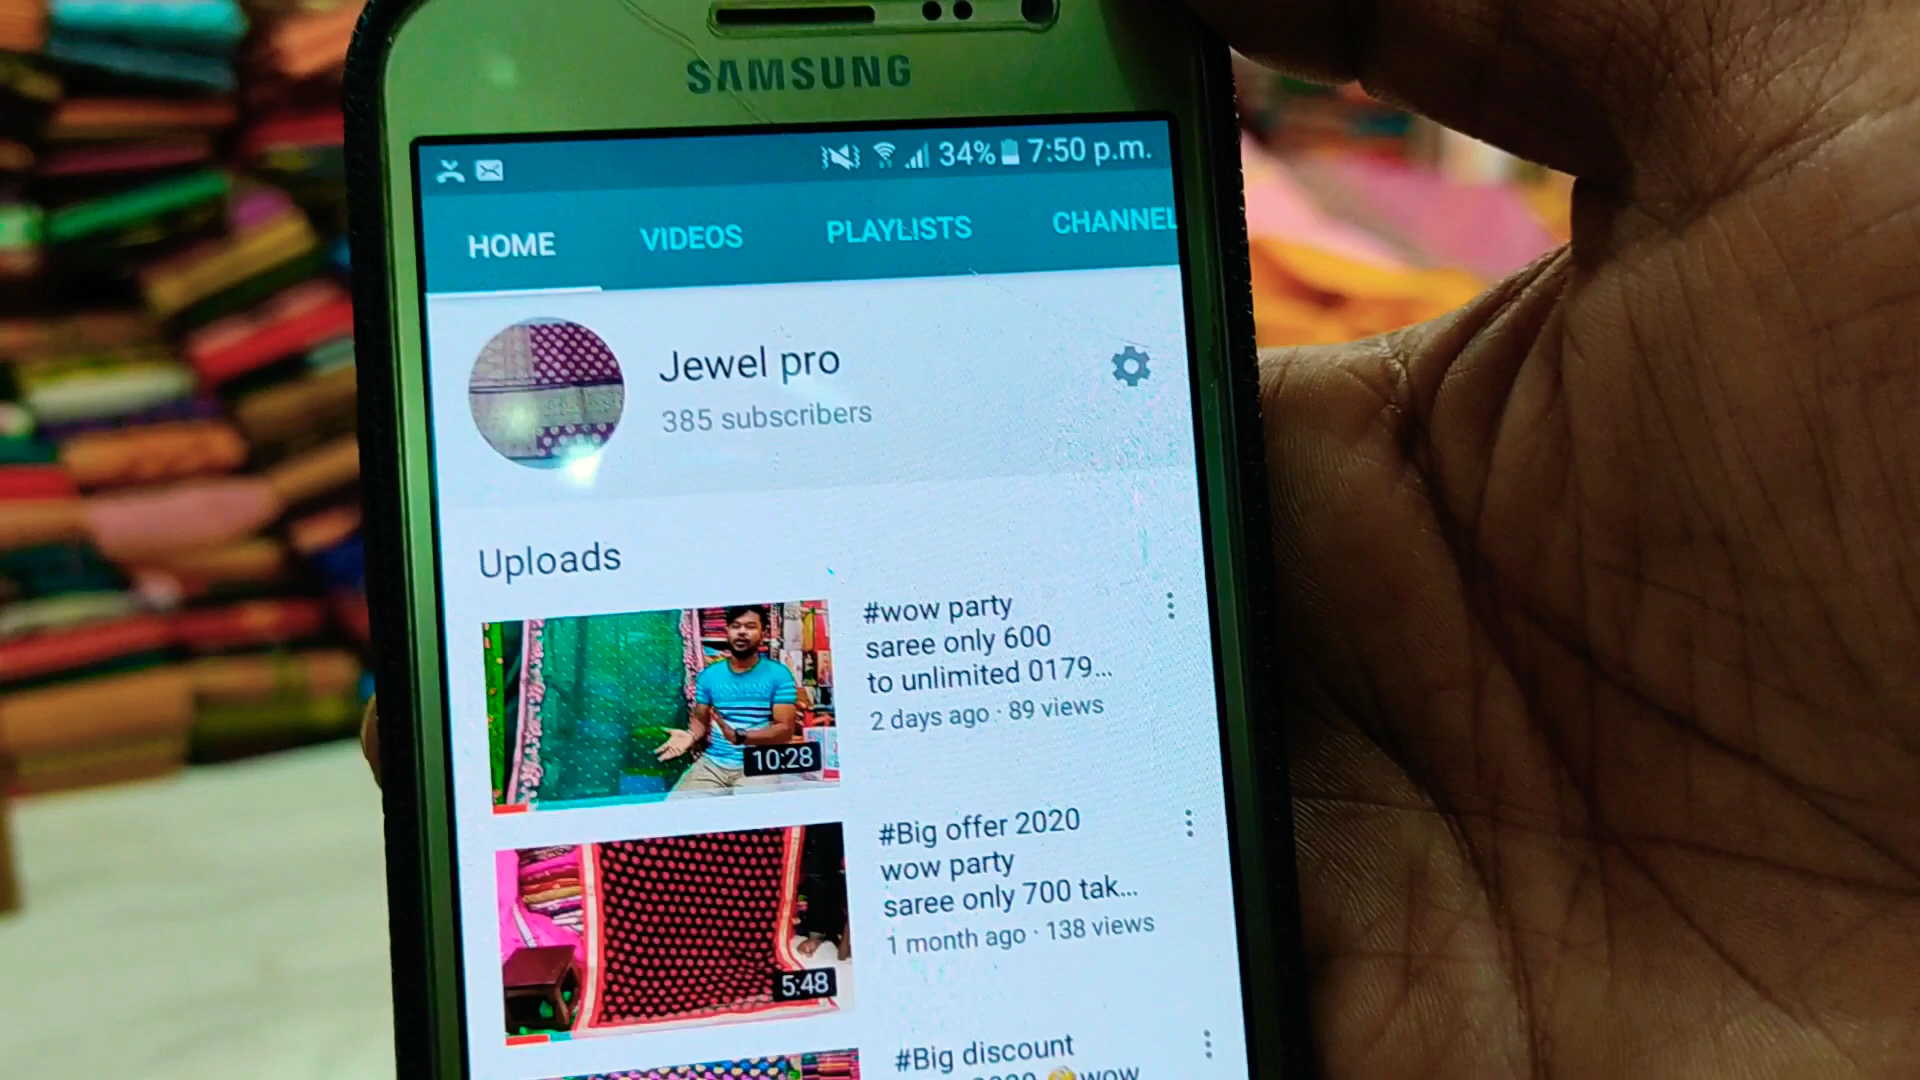 SAMSUNG
34% 7:50 p.m.
HOME VIDEOS PLAYLISTS CHANNEL
Jewel pro
385 subscribers
Uploads
#wow party
saree only 600
to unlimited 0179...
2 days ago · 89 views
10:28
#Big offer 2020
wow party
saree only 700 tak...
1 month ago · 138 views
5:48
#Big discount
2020 😍wow